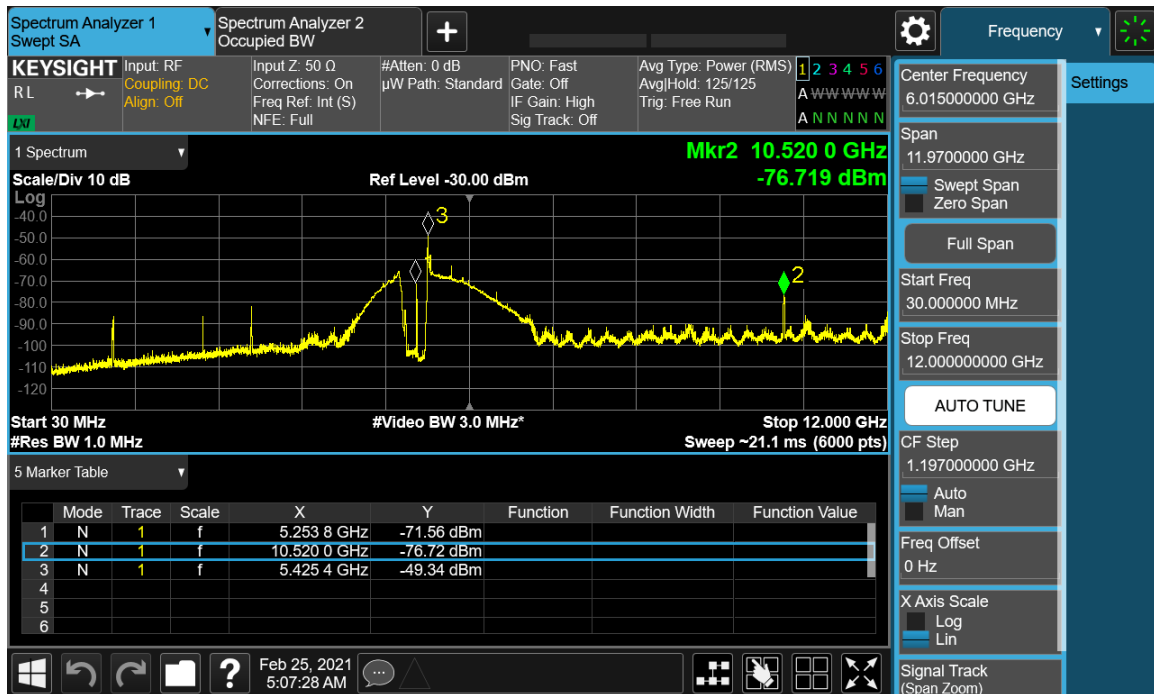 Spectrum Analyzer 1
Swept SA
Spectrum Analyzer 2
Occupied BW
+
Frequency
KEYSIGHT
RL
LXI
Input: RF
Coupling: DC
Align: Off
Input Z: 50 Ω
Corrections: On
Freq Ref: Int (S)
NFE: Full
#Atten: 0 dB
µW Path: Standard
PNO: Fast
Gate: Off
IF Gain: High
Sig Track: Off
Avg Type: Power (RMS)
Avg|Hold: 125/125
Trig: Free Run
1 2 3 4 5 6
A W W W W W
A N N N N N
1 Spectrum
Mkr2 10.520 0 GHz
-76.719 dBm
Scale/Div 10 dB
Ref Level -30.00 dBm
Log
-40.0
-50.0
-60.0
-70.0
-80.0
-90.0
-100
-110
-120
3
2
Start 30 MHz
#Video BW 3.0 MHz*
Stop 12.000 GHz
#Res BW 1.0 MHz
Sweep ~21.1 ms (6000 pts)
5 Marker Table
Mode Trace Scale X Y Function Function Width Function Value
1 N 1 f 5.253 8 GHz -71.56 dBm
2 N 1 f 10.520 0 GHz -76.72 dBm
3 N 1 f 5.425 4 GHz -49.34 dBm
4
5
6
?
Feb 25, 2021
5:07:28 AM
Center Frequency
6.015000000 GHz
Span
11.9700000 GHz
Swept Span
Zero Span
Full Span
Start Freq
30.000000 MHz
Stop Freq
12.000000000 GHz
AUTO TUNE
CF Step
1.197000000 GHz
Auto
Man
Freq Offset
0 Hz
X Axis Scale
Log
Lin
Signal Track
(Span Zoom)
Settings